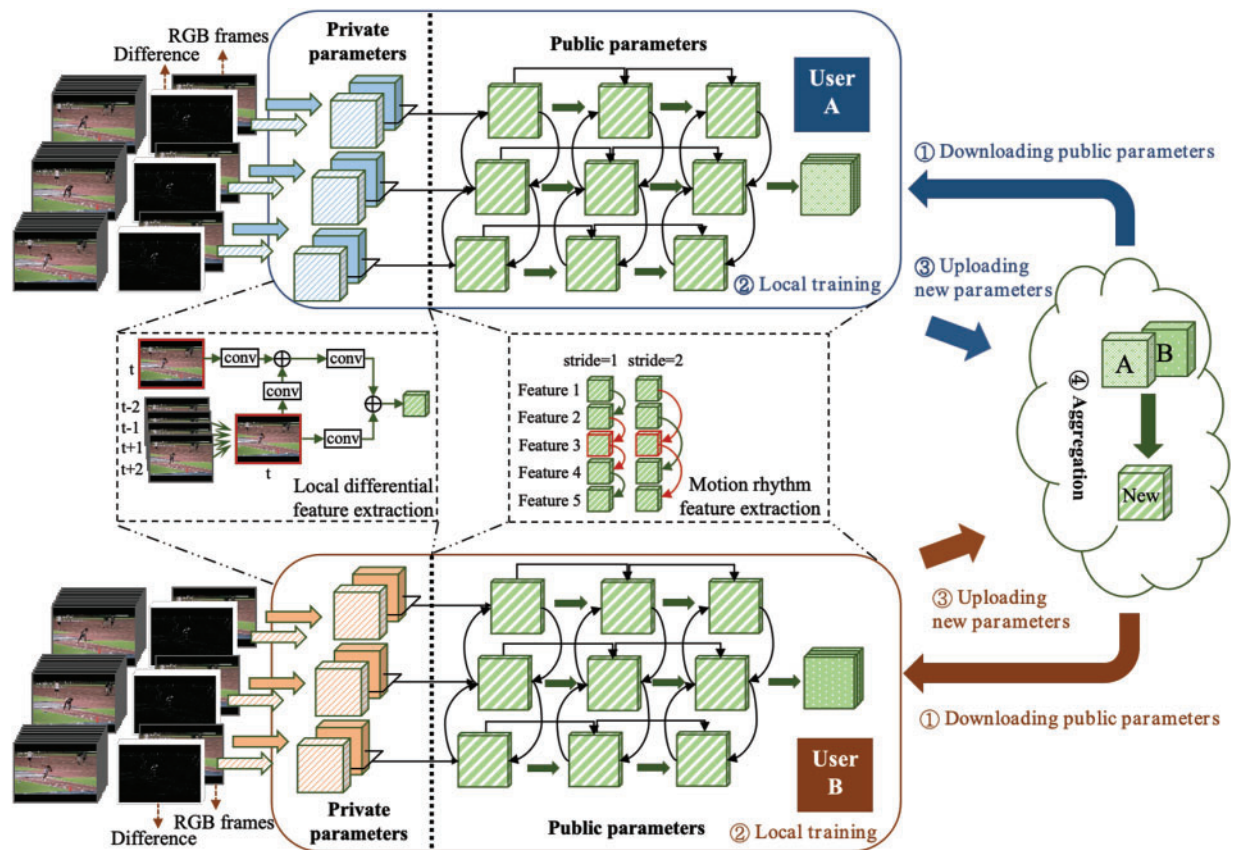 RGB frames
Difference
Private
parameters
Public parameters
User
A
② Local training
① Downloading public parameters
③ Uploading
new parameters
A
B
④ Aggregation
New
t
conv
conv
conv
t-2
t-1
t+1
t+2
conv
t
Local differential
feature extraction
stride=1 stride=2
Feature 1
Feature 2
Feature 3
Feature 4
Feature 5
Motion rhythm
feature extraction
③ Uploading
new parameters
① Downloading public parameters
User
B
RGB frames
Difference
Private
parameters
Public parameters
② Local training